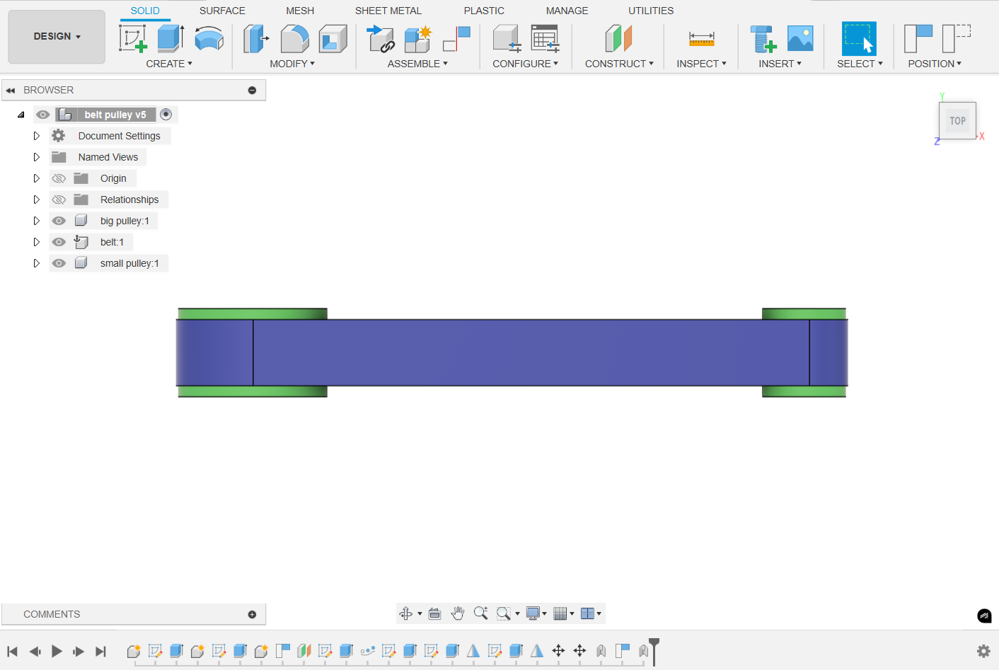 SOLID SURFACE MESH SHEET METAL PLASTIC MANAGE UTILITIES
DESIGN
CREATE MODIFY ASSEMBLE CONFIGURE CONSTRUCT INSPECT INSERT SELECT POSITION
BROWSER
belt pulley v5
Document Settings
Named Views
Origin
Relationships
big pulley:1
belt:1
small pulley:1
Y
TOP
X
Z
COMMENTS